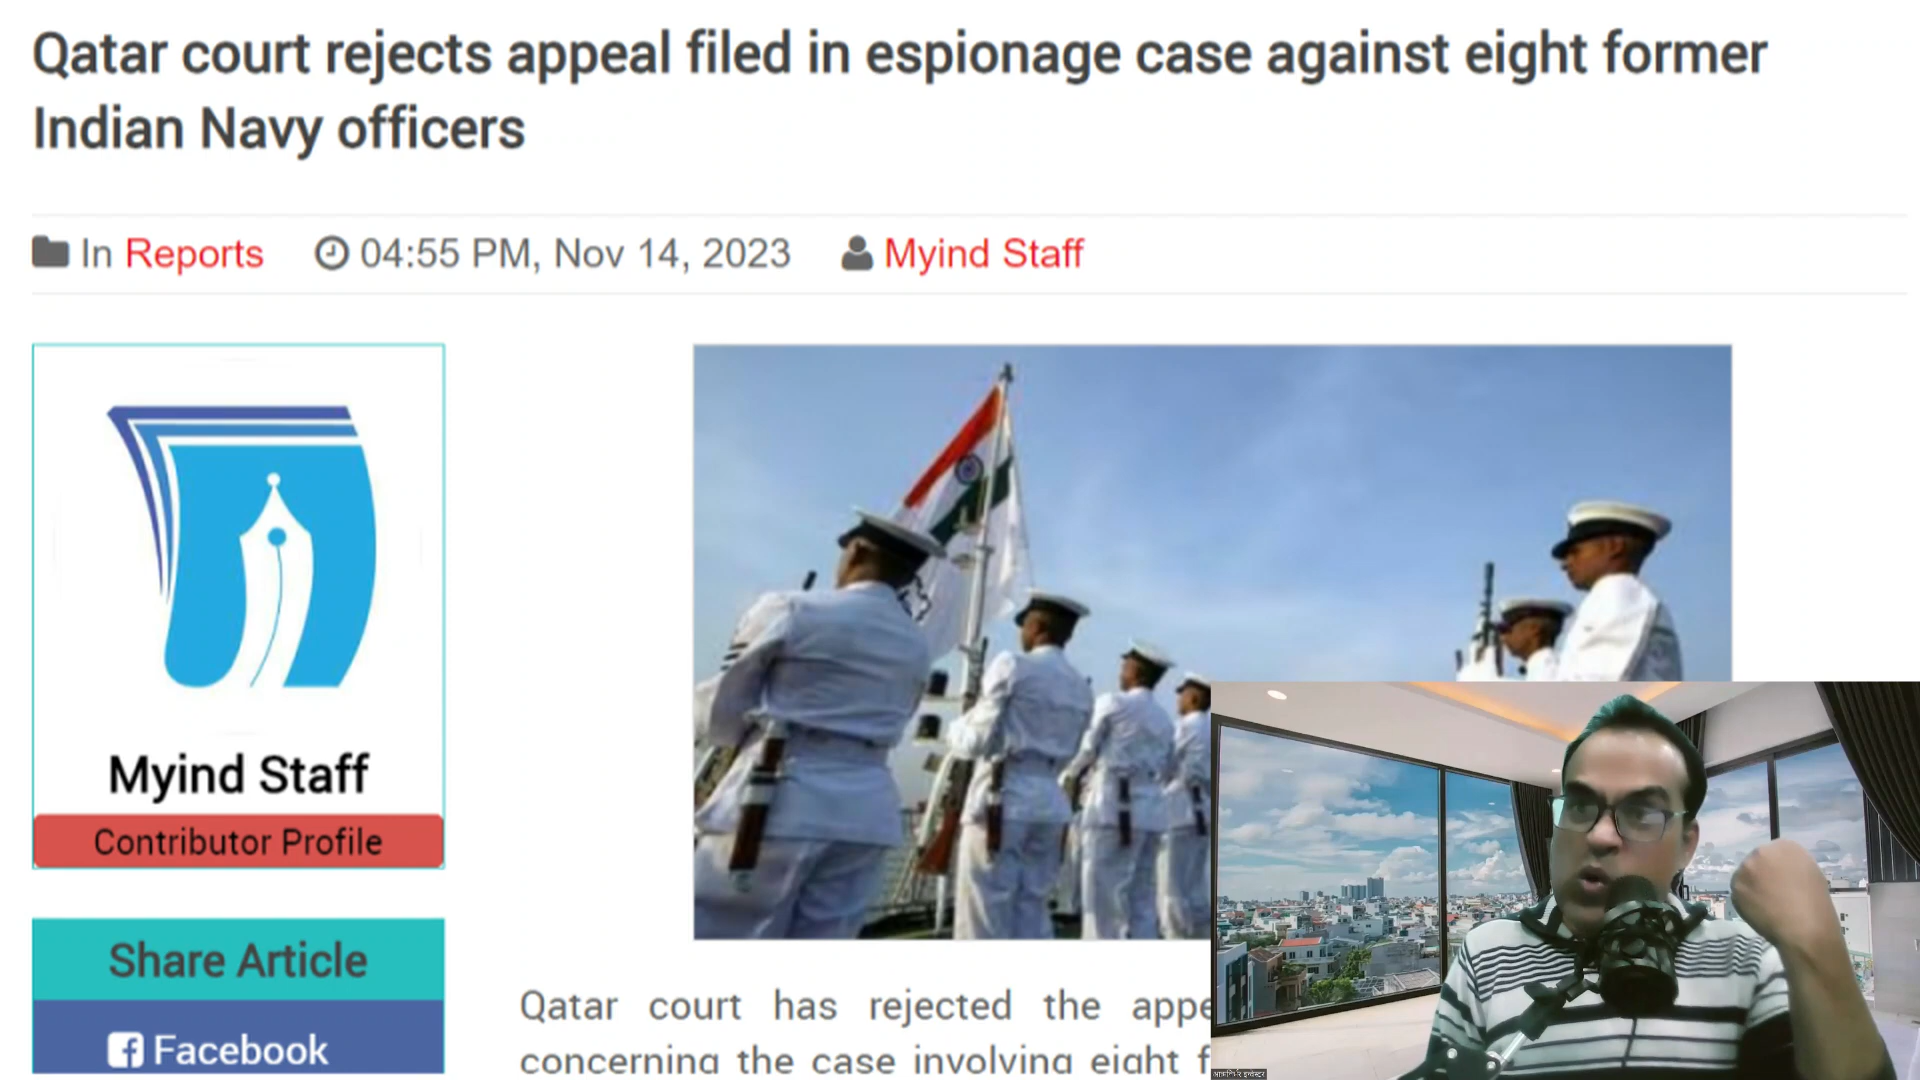 Qatar court rejects appeal filed in espionage case against eight former
Indian Navy officers
In Reports 04:55 PM, Nov 14, 2023 Myind Staff
Myind Staff
Contributor Profile
Share Article
Facebook
Qatar court has rejected the appe
concerning the case involving eight f